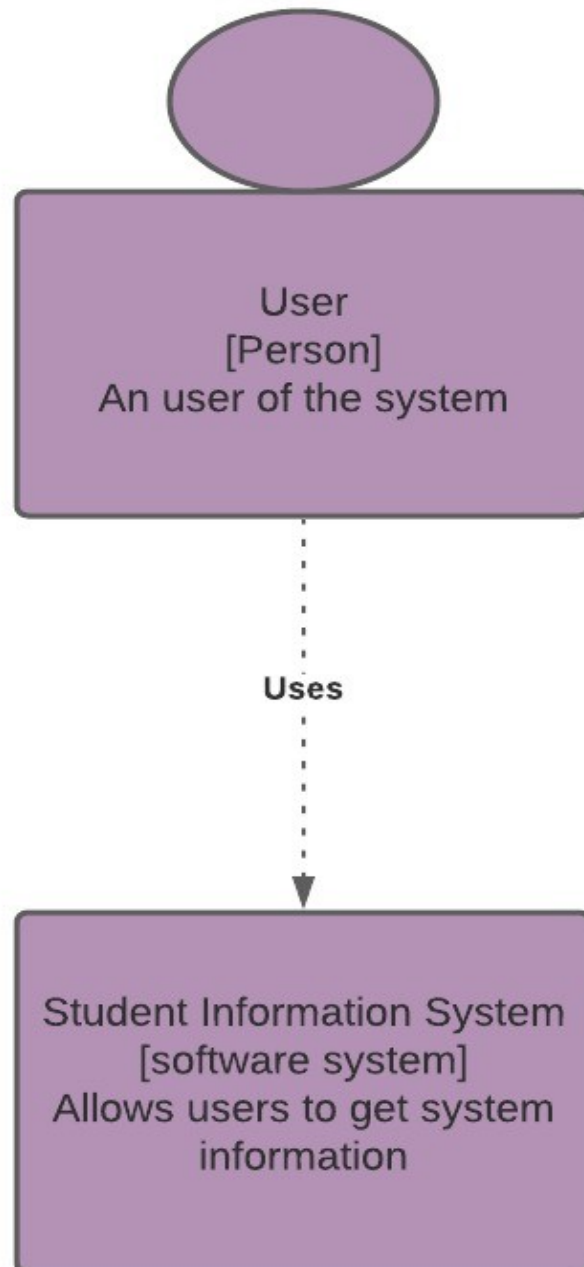 User
[Person]
An user of the system
Uses
Student Information System
[software system]
Allows users to get system
information